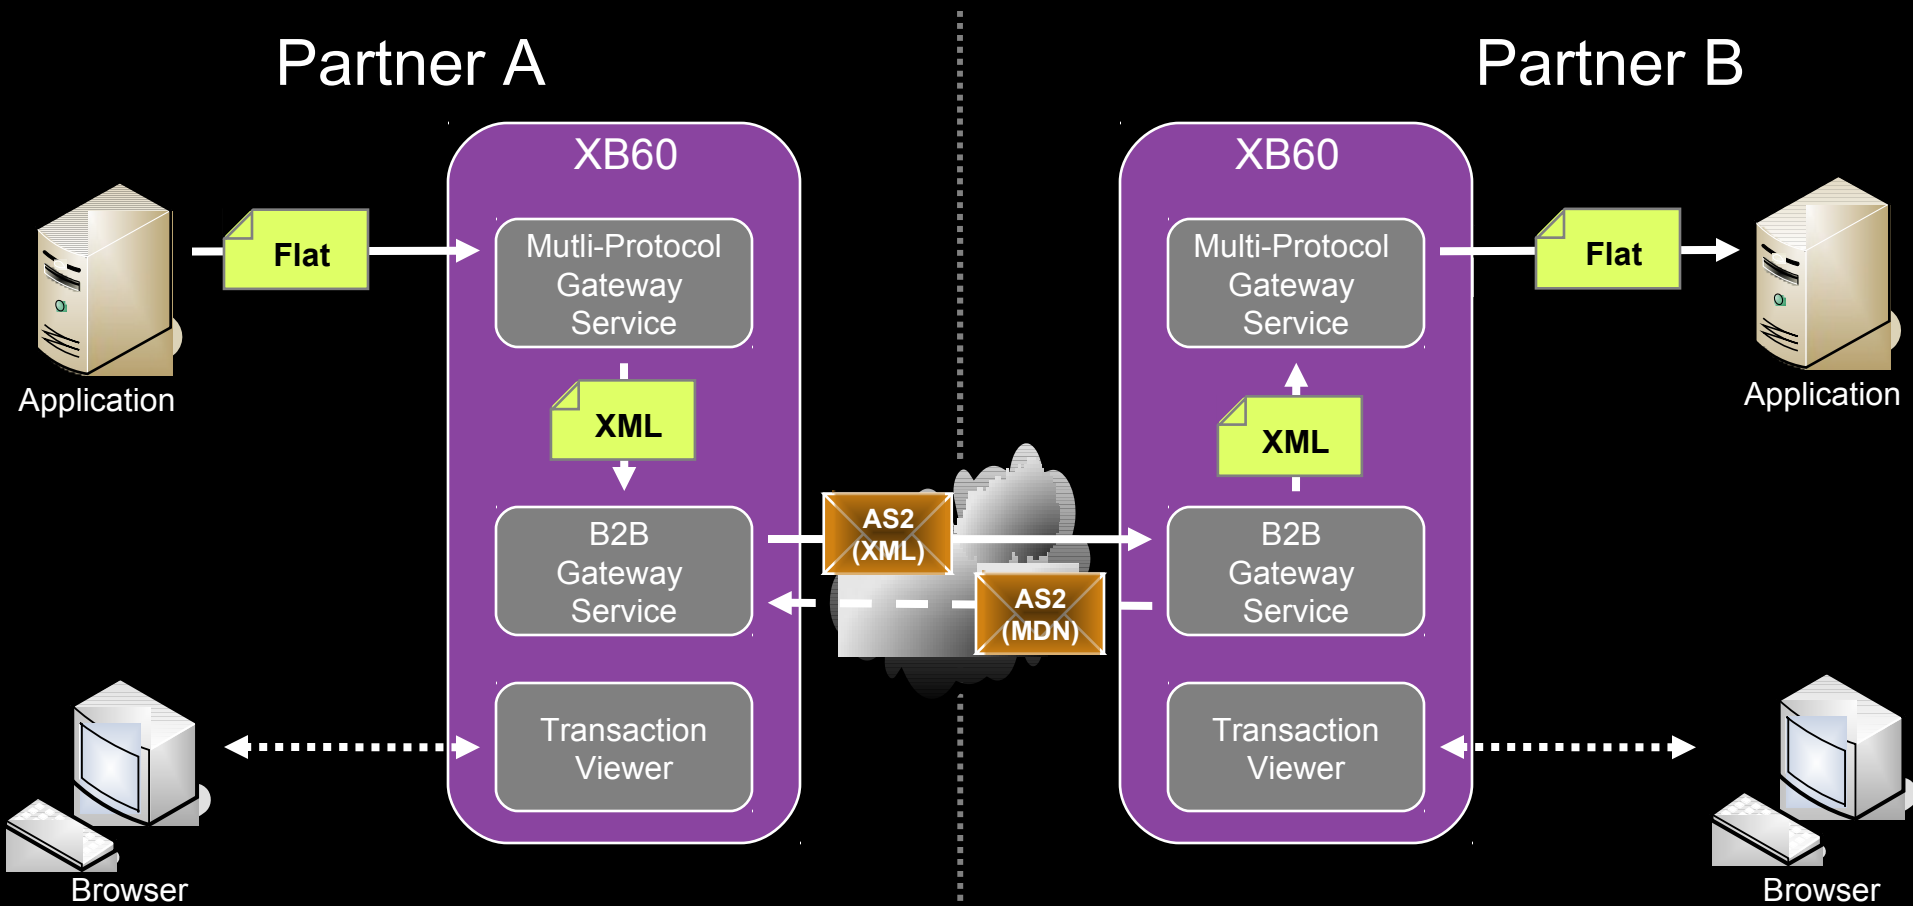 Partner A
Partner B
XB60
XB60
Flat
Mutli-Protocol
Gateway
Service
Multi-Protocol
Gateway
Service
Flat
Application
Application
XML
XML
B2B
Gateway
Service
AS2
(XML)
AS2
(MDN)
B2B
Gateway
Service
Transaction
Viewer
Transaction
Viewer
Browser
Browser